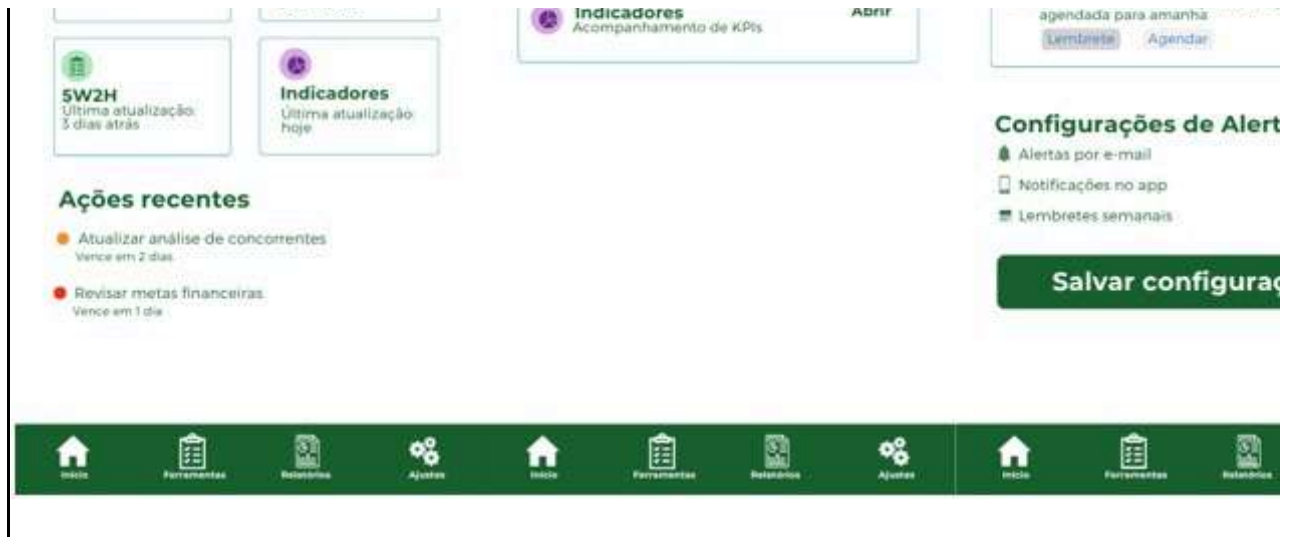 5W2H
Última atualização:
3 dias atrás
Indicadores
Última atualização:
hoje
Ações recentes
Atualizar análise de concorrentes
Vence em 2 dias
Revisar metas financeiras
Vence em 1 dia
Indicadores
Acompanhamento de KPIs
Abrir
agendada para amanhã
Lembrete Agendar
Configurações de Alert
Alertas por e-mail
Notificações no app
Lembretes semanais
Salvar configuraç
Início Ferramentas Relatórios Ajustes Início Ferramentas Relatórios Ajustes Início Ferramentas Relatórios